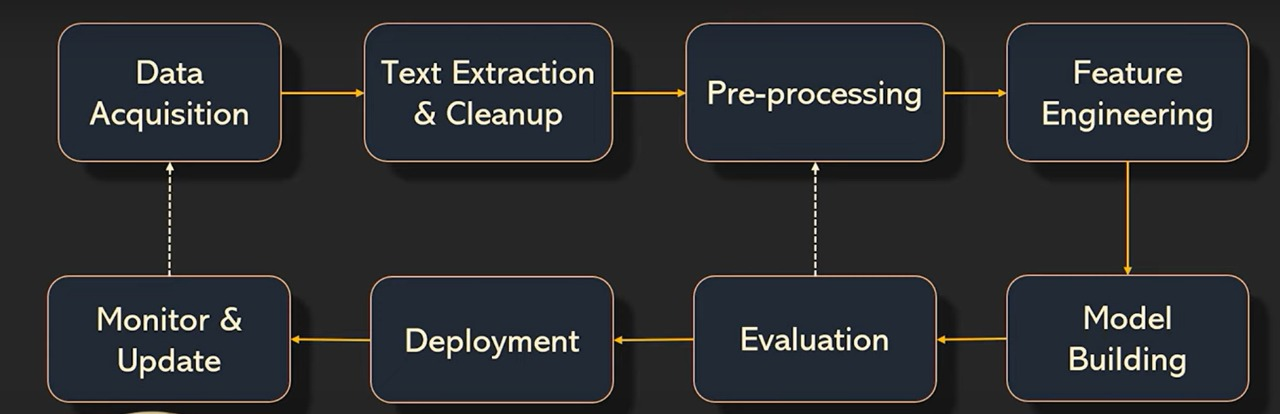 Data
Acquisition
Text Extraction
& Cleanup
Pre-processing
Feature
Engineering
Monitor &
Update
Deployment
Evaluation
Model
Building